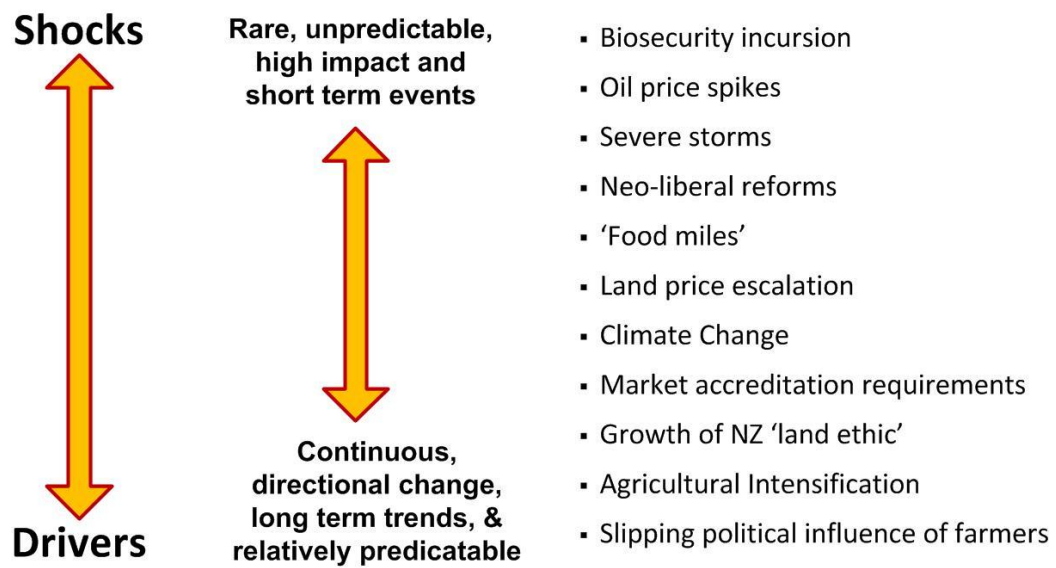 Shocks
Rare, unpredictable,
high impact and
short term events
Continuous,
directional change,
long term trends, &
relatively predicatable
Drivers
▪ Biosecurity incursion
▪ Oil price spikes
▪ Severe storms
▪ Neo-liberal reforms
▪ ‘Food miles’
▪ Land price escalation
▪ Climate Change
▪ Market accreditation requirements
▪ Growth of NZ ‘land ethic’
▪ Agricultural Intensification
▪ Slipping political influence of farmers